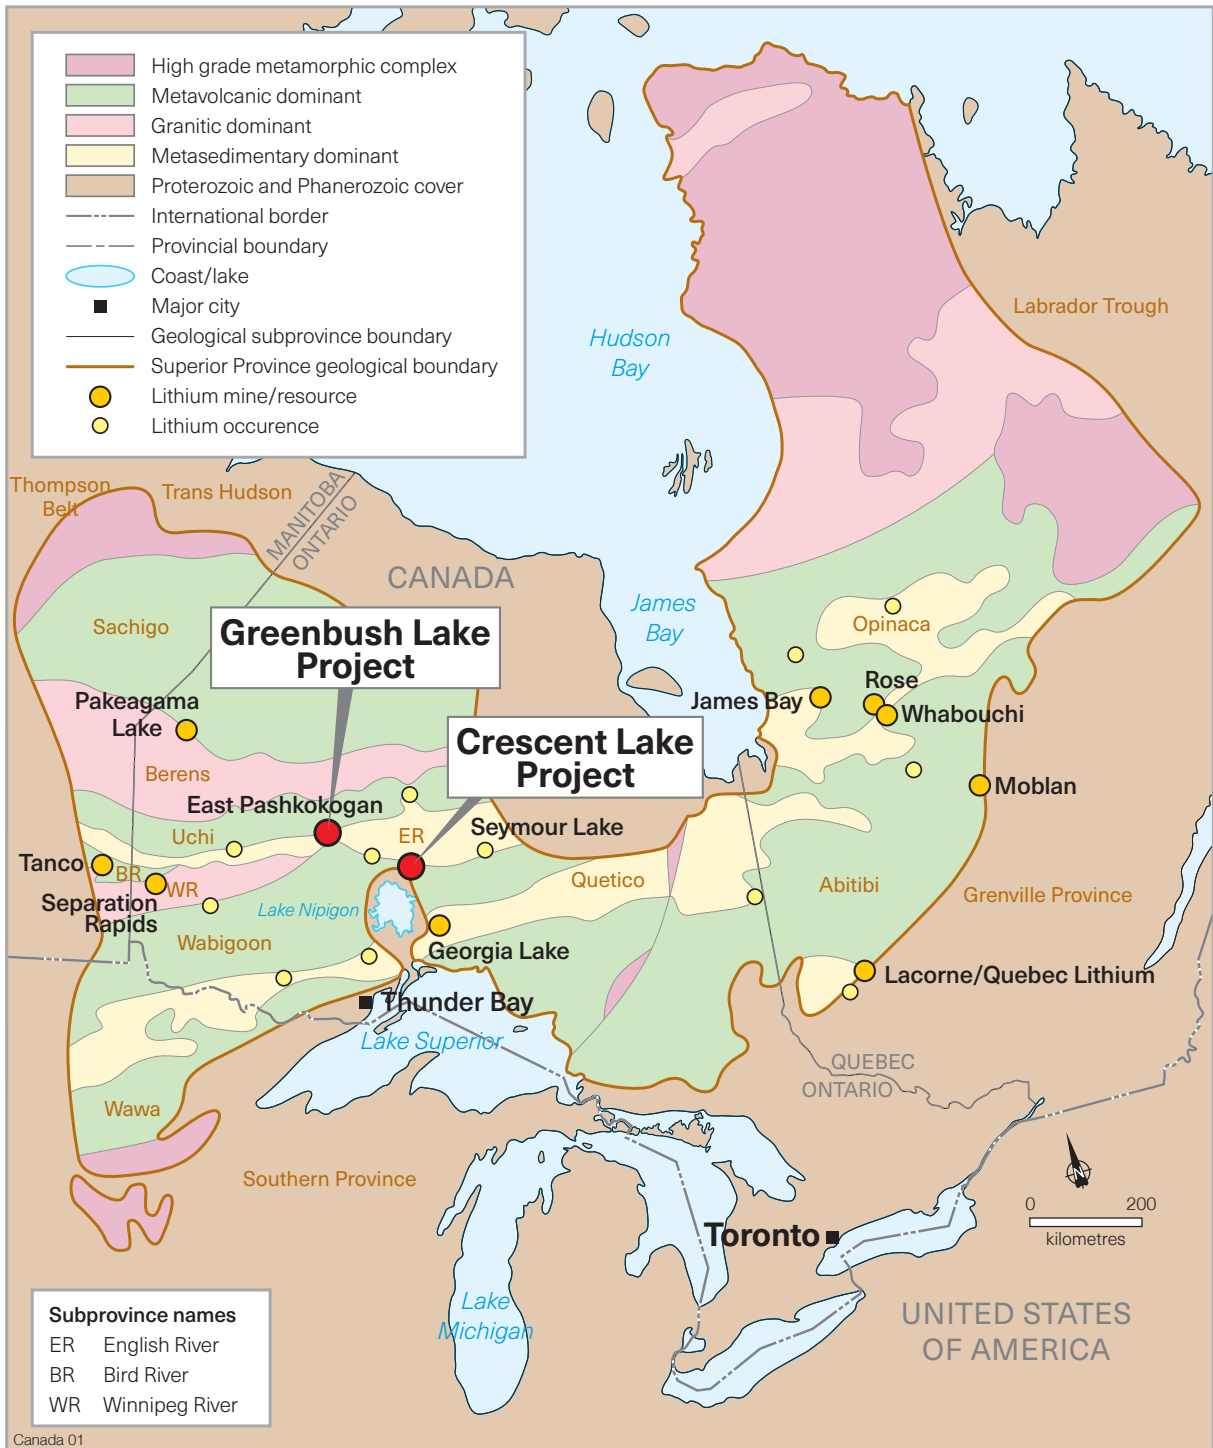 High grade metamorphic complex
Metavolcanic dominant
Granitic dominant
Metasedimentary dominant
Proterozoic and Phanerozoic cover
International border
Provincial boundary
Coast/lake
Major city
Geological subprovince boundary
Superior Province geological boundary
Lithium mine/resource
Lithium occurence
Labrador Trough
Hudson
Bay
Thompson
Belt
Trans Hudson
MANITOBA
ONTARIO
CANADA
James
Bay
Sachigo
Greenbush Lake
Project
Opinaca
Pakeagama
Lake
James Bay
Rose
Whabouchi
Crescent Lake
Project
Berens
Moblan
East Pashkokogan
Uchi
ER
Seymour Lake
Tanco
BR
WR
Quetico
Abitibi
Grenville Province
Separation
Rapids
Lake Nipigon
Wabigoon
Georgia Lake
Lacorne/Quebec Lithium
Thunder Bay
Lake Superior
QUEBEC
ONTARIO
Wawa
Southern Province
0 200
kilometres
Toronto
Lake
Michigan
UNITED STATES
OF AMERICA
Subprovince names
ER English River
BR Bird River
WR Winnipeg River
Canada 01